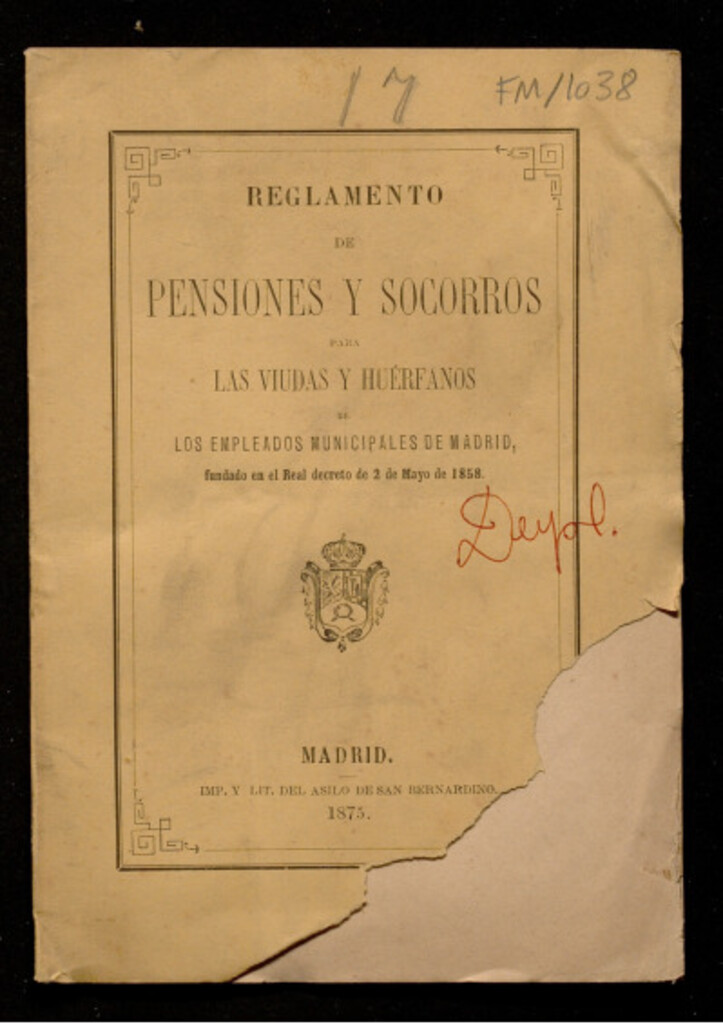 17
FM/1038
REGLAMENTO
DE
PENSIONES Y SOCORROS
PARA
LAS VIUDAS Y HUÉRFANOS
DE
LOS EMPLEADOS MUNICIPALES DE MADRID,
fundado en el Real decreto de 2 de Mayo de 1858.
MADRID.
IMP. Y LIT. DEL ASILO DE SAN BERNARDINO.
1875.